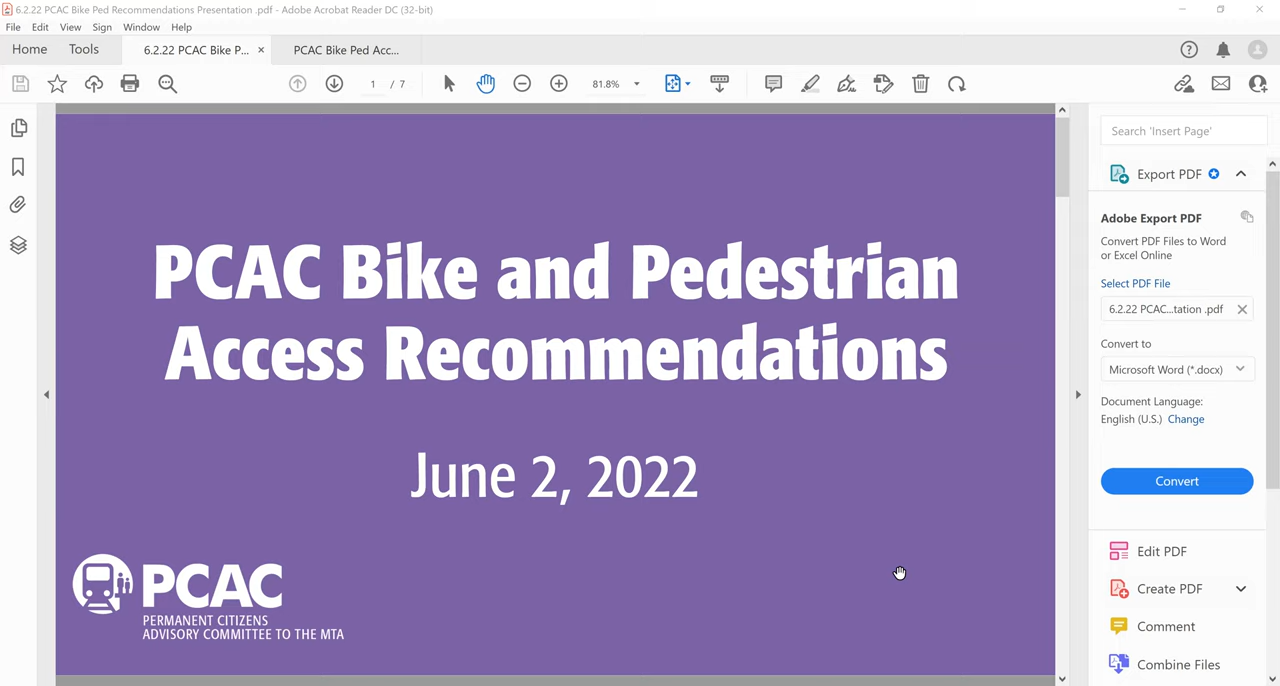 6.2.22 PCAC Bike Ped Recommendations Presentation .pdf - Adobe Acrobat Reader DC (32-bit)
File Edit View Sign Window Help
Home Tools 6.2.22 PCAC Bike P... × PCAC Bike Ped Acc...
1 / 7 81.8%
Search 'Insert Page'
Export PDF
Adobe Export PDF
Convert PDF Files to Word
or Excel Online
Select PDF File
6.2.22 PCAC...tation .pdf
Convert to
Microsoft Word (*.docx)
Document Language:
English (U.S.) Change
Convert
Edit PDF
Create PDF
Comment
Combine Files
PCAC Bike and Pedestrian
Access Recommendations
June 2, 2022
PCAC
PERMANENT CITIZENS
ADVISORY COMMITTEE TO THE MTA